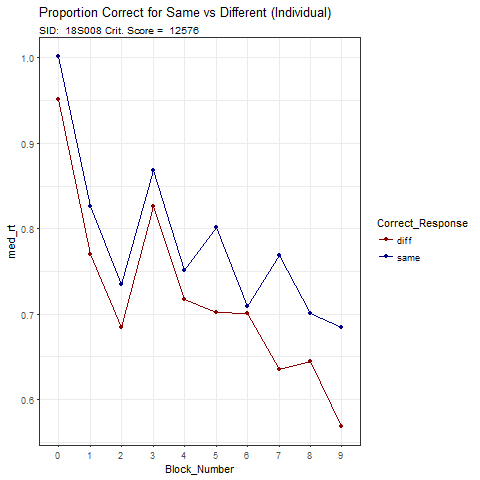 Proportion Correct for Same vs Different (Individual)
SID:  18S008 Crit. Score =  12576
1.0
0.9
0.8
0.7
0.6
med_rt
0 1 2 3 4 5 6 7 8 9
Block_Number
Correct_Response
diff
same